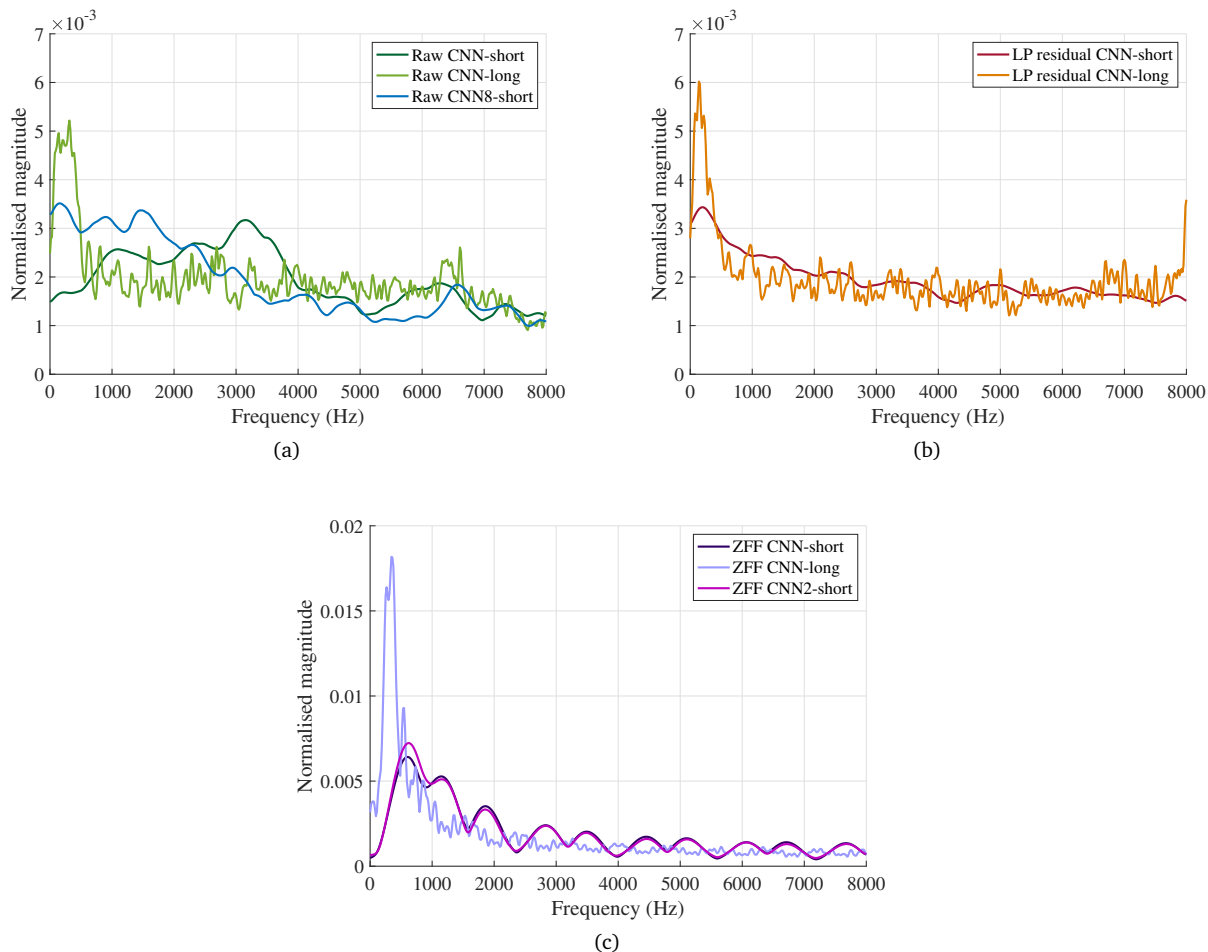 ×10⁻³
7
6
5
4
3
2
1
0
Normalised magnitude
Raw CNN-short
Raw CNN-long
Raw CNN8-short
0 1000 2000 3000 4000 5000 6000 7000 8000
Frequency (Hz)
(a)
×10⁻³
7
6
5
4
3
2
1
0
Normalised magnitude
LP residual CNN-short
LP residual CNN-long
0 1000 2000 3000 4000 5000 6000 7000 8000
Frequency (Hz)
(b)
0.02
0.015
0.01
0.005
0
Normalised magnitude
ZFF CNN-short
ZFF CNN-long
ZFF CNN2-short
0 1000 2000 3000 4000 5000 6000 7000 8000
Frequency (Hz)
(c)